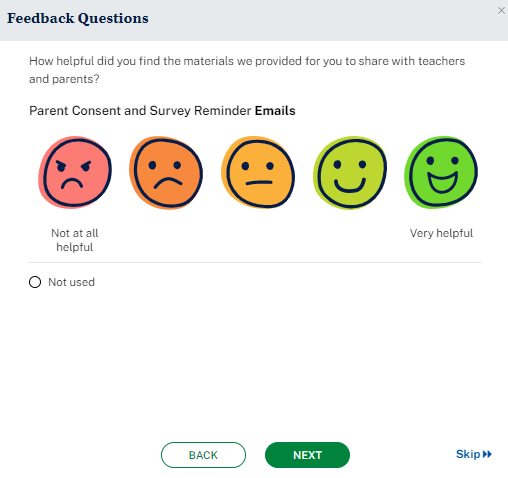 Feedback Questions
How helpful did you find the materials we provided for you to share with teachers
and parents?
Parent Consent and Survey Reminder Emails
Not at all
helpful
Very helpful
Not used
BACK
NEXT
Skip